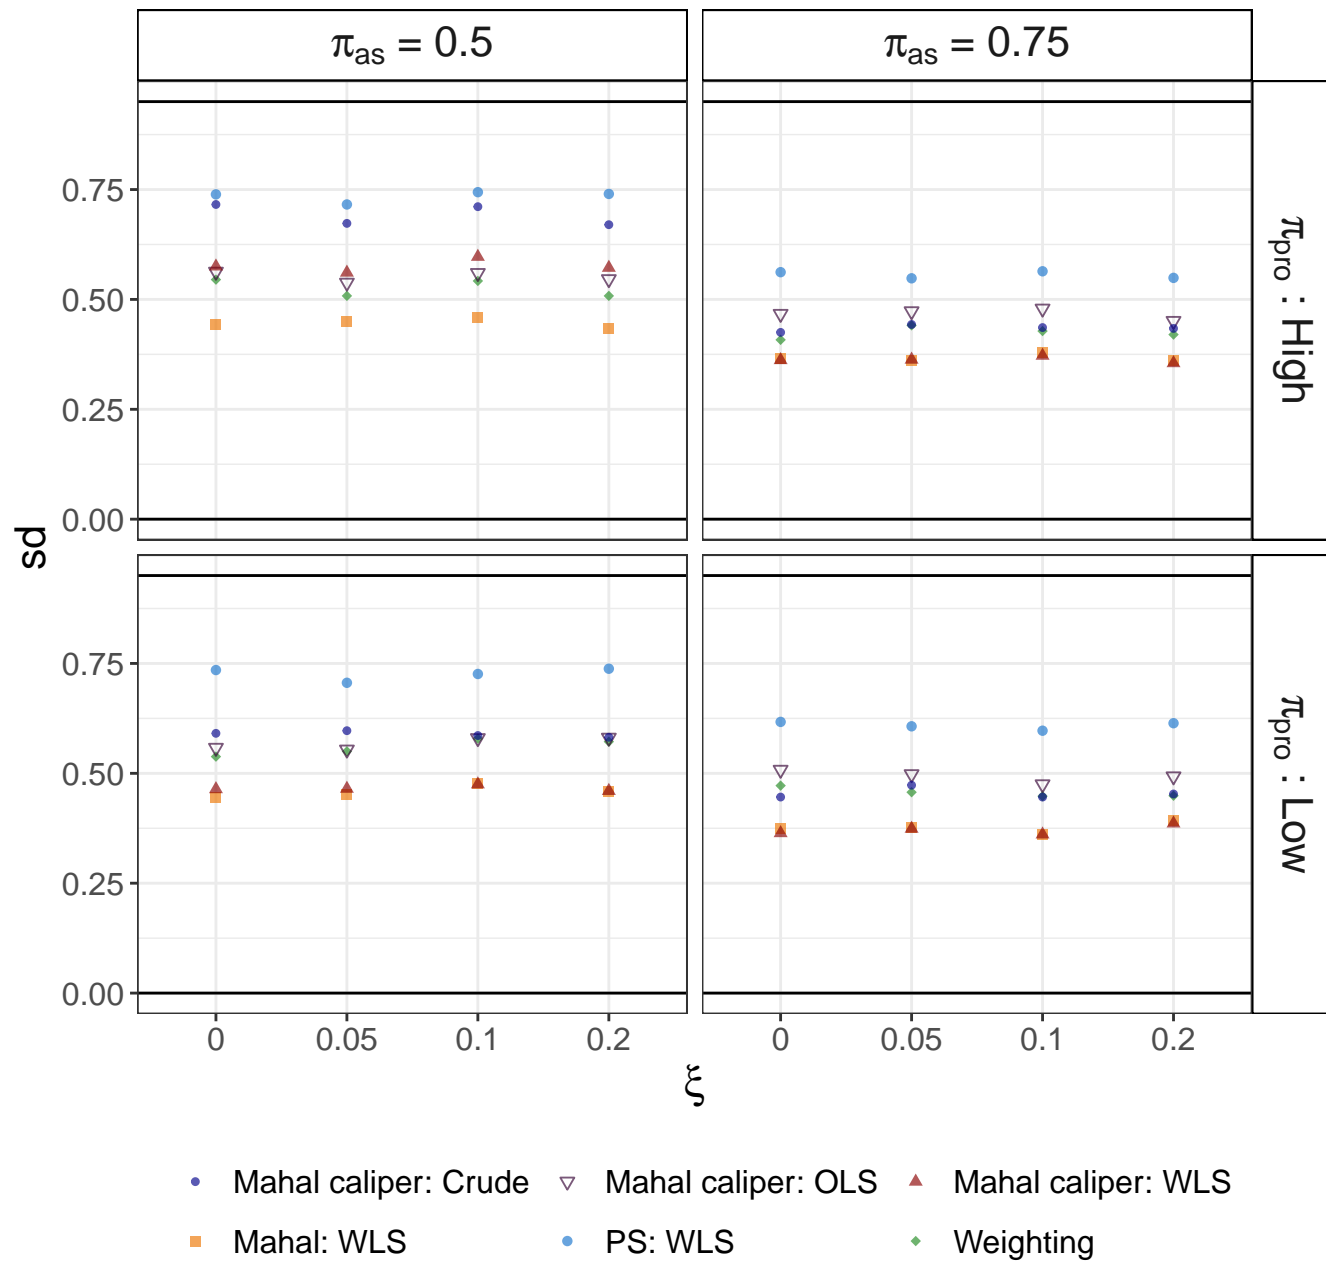 π_as = 0.5
π_as = 0.75
0.75
0.50
0.25
0.00
π_pro : High
sd
0.75
0.50
0.25
0.00
π_pro : Low
0 0.05 0.1 0.2
0 0.05 0.1 0.2
ξ
Mahal caliper: Crude Mahal caliper: OLS Mahal caliper: WLS
Mahal: WLS PS: WLS Weighting